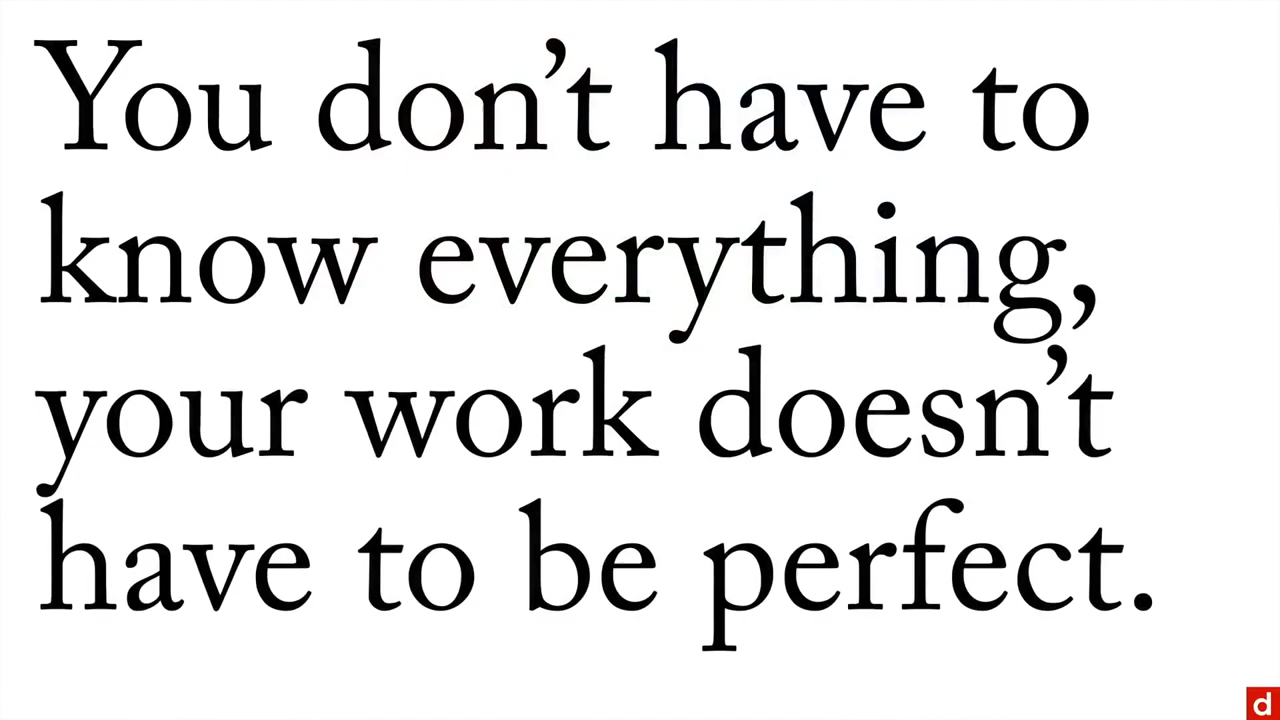 You don’t have to
know everything,
your work doesn’t
have to be perfect.
d